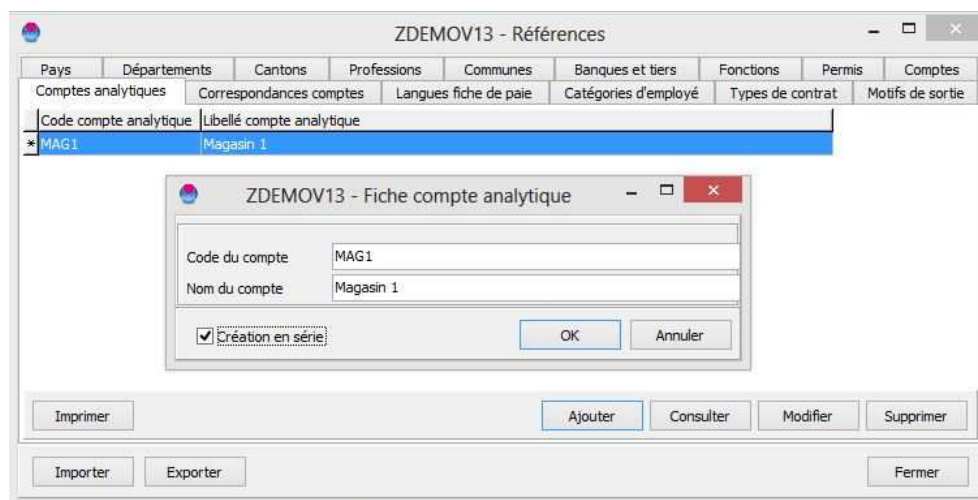 ZDEMOV13 - Références
Pays Départements Cantons Professions Communes Banques et tiers Fonctions Permis Comptes
Comptes analytiques Correspondances comptes Langues fiche de paie Catégories d'employé Types de contrat Motifs de sortie
Code compte analytique Libellé compte analytique
* MAG1 Magasin 1
ZDEMOV13 - Fiche compte analytique
Code du compte MAG1
Nom du compte Magasin 1
Création en série OK Annuler
Imprimer Ajouter Consulter Modifier Supprimer
Importer Exporter Fermer